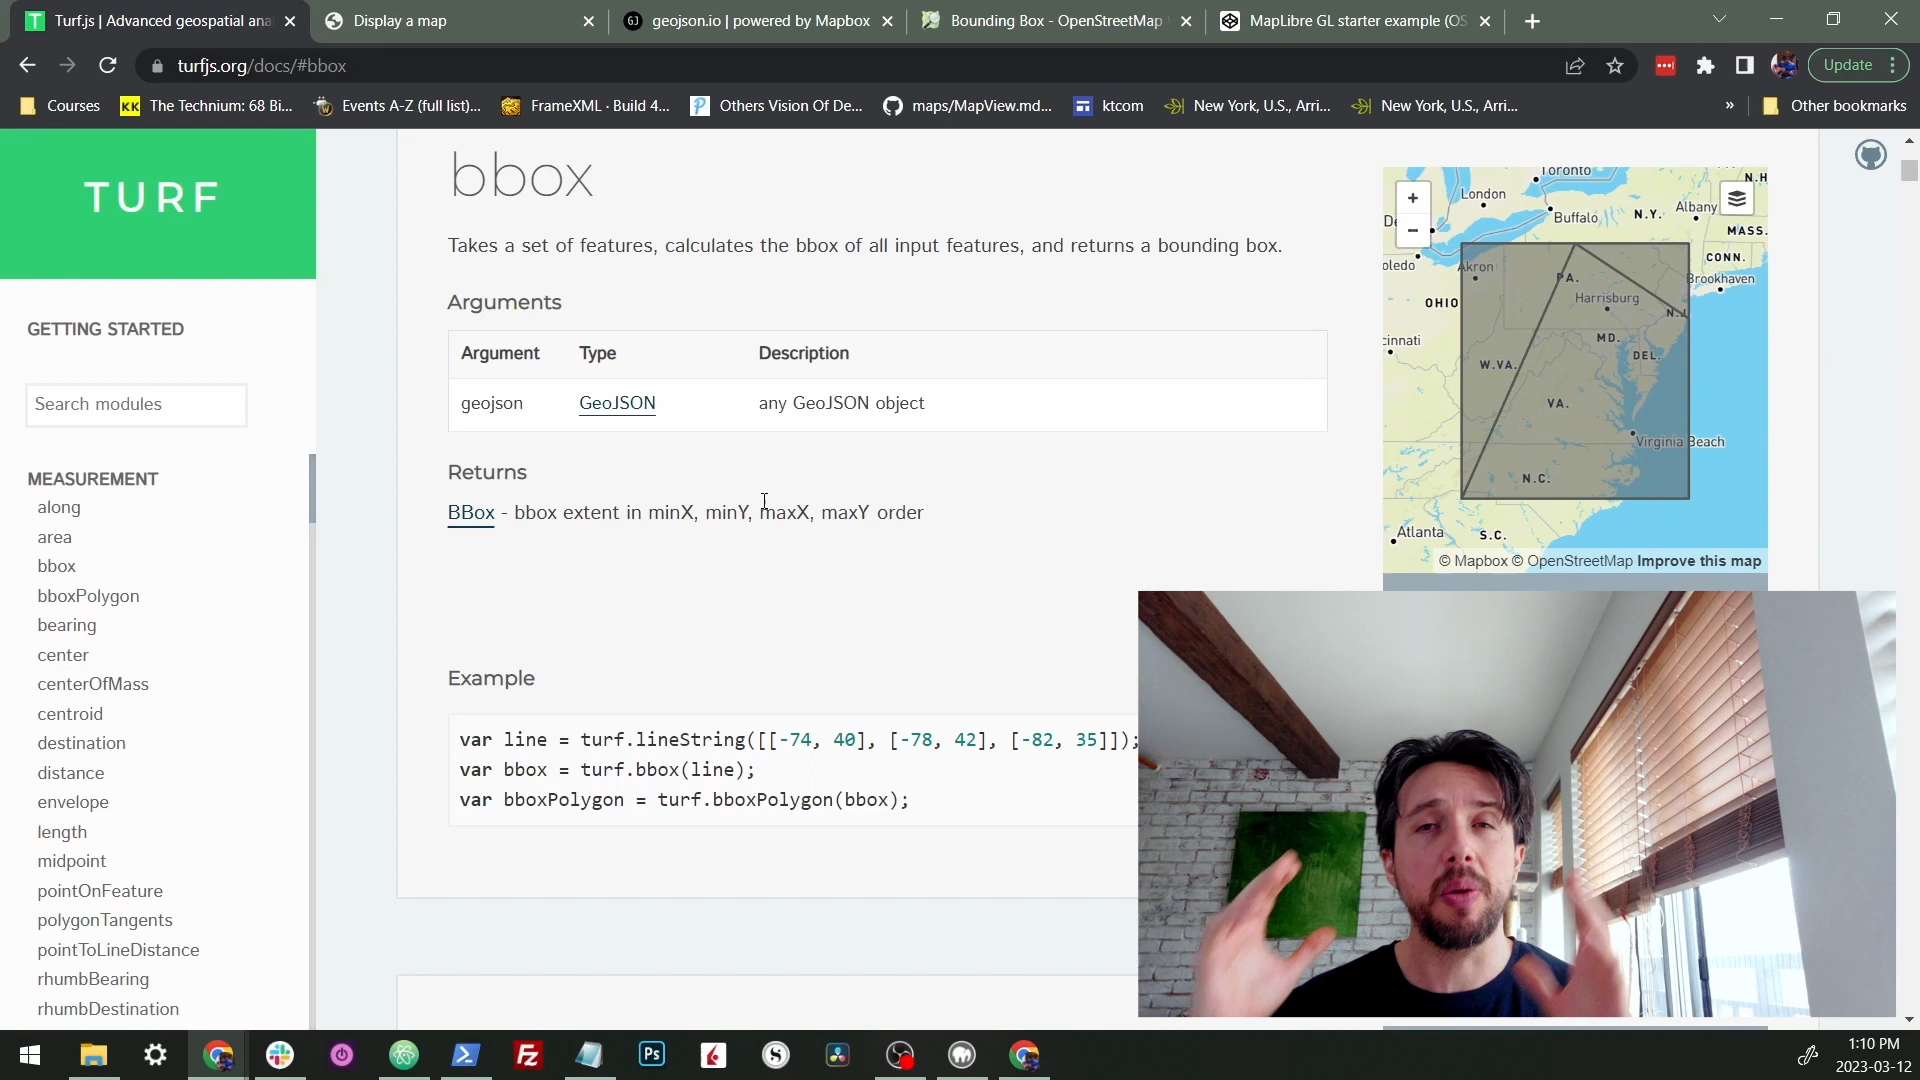 Turf.js | Advanced geospatial ana
Display a map
geojson.io | powered by Mapbox
Bounding Box - OpenStreetMap
MapLibre GL starter example (OS
turfjs.org/docs/#bbox
Update
Courses
KK The Technium: 68 Bi...
Events A-Z (full list)...
FrameXML · Build 4...
Others Vision Of De...
maps/MapView.md...
ktcom
New York, U.S., Arri...
New York, U.S., Arri...
»
Other bookmarks
TURF
GETTING STARTED
Search modules
MEASUREMENT
along
area
bbox
bboxPolygon
bearing
center
centerOfMass
centroid
destination
distance
envelope
length
midpoint
pointOnFeature
polygonTangents
pointToLineDistance
rhumbBearing
rhumbDestination
bbox
Takes a set of features, calculates the bbox of all input features, and returns a bounding box.
Arguments
Argument Type Description
geojson GeoJSON any GeoJSON object
Returns
BBox - bbox extent in minX, minY, maxX, maxY order
Example
var line = turf.lineString([[-74, 40], [-78, 42], [-82, 35]]);
var bbox = turf.bbox(line);
var bboxPolygon = turf.bboxPolygon(bbox);
+
−
Toronto
N.H
London
Albany
Buffalo
N.Y.
MASS.
De
CONN.
oledo
Akron
PA.
Brookhaven
Harrisburg
OHIO
N.J.
cinnati
MD.
DEL.
W.VA.
VA.
Virginia Beach
N.C.
Atlanta
S.C.
© Mapbox © OpenStreetMap Improve this map
Fz
Ps
S
1:10 PM
2023-03-12